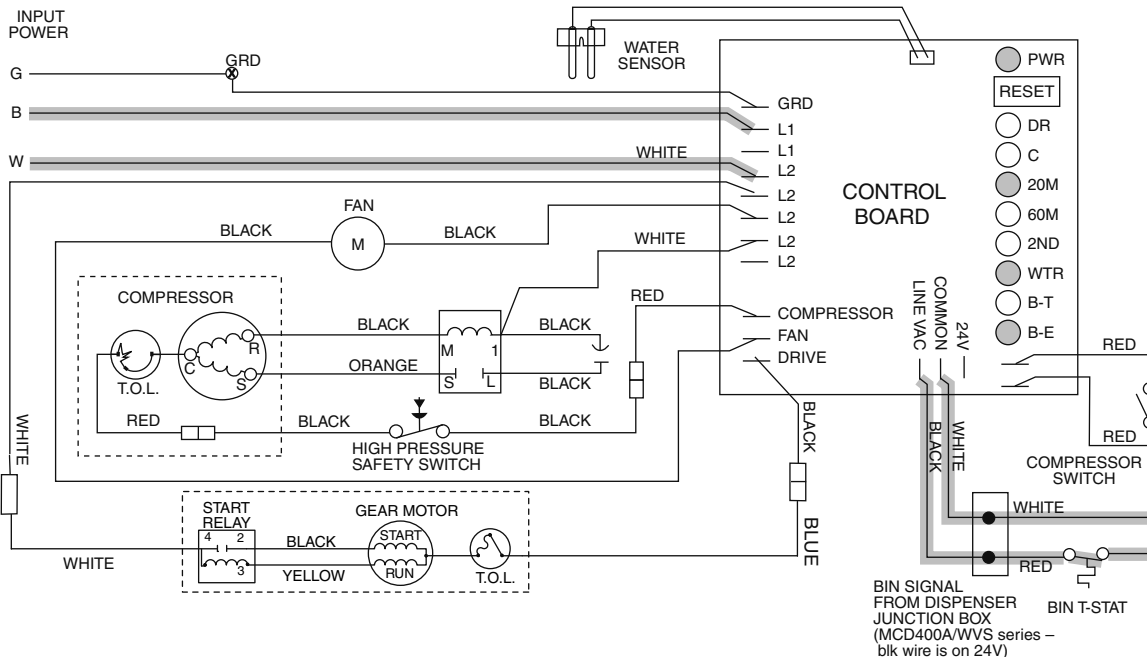 INPUT
POWER
G
GRD
B
W
WHITE
WATER
SENSOR
GRD
L1
L1
L2
L2
L2
L2
L2
CONTROL
BOARD
PWR
RESET
DR
C
20M
60M
2ND
WTR
B-T
B-E
FAN
M
BLACK
BLACK
WHITE
COMPRESSOR
T.O.L.
C
R
S
BLACK
ORANGE
M
1
S
L
BLACK
BLACK
RED
COMPRESSOR
FAN
DRIVE
LINE VAC
COMMON
24V
RED
RED
COMPRESSOR
SWITCH
RED
BLACK
HIGH PRESSURE
SAFETY SWITCH
BLACK
WHITE
WHITE
START
RELAY
4
2
3
BLACK
YELLOW
GEAR MOTOR
START
RUN
T.O.L.
BLACK
BLUE
BLACK
WHITE
WHITE
RED
BIN T-STAT
BIN SIGNAL
FROM DISPENSER
JUNCTION BOX
(MCD400A/WVS series –
blk wire is on 24V)